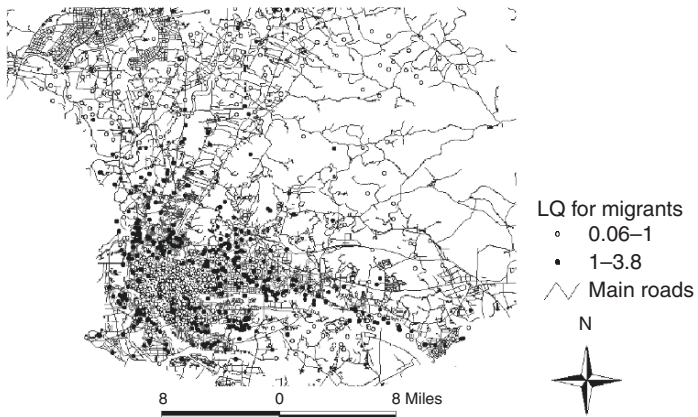 LQ for migrants
0.06–1
1–3.8
Main roads
N
8 0 8 Miles